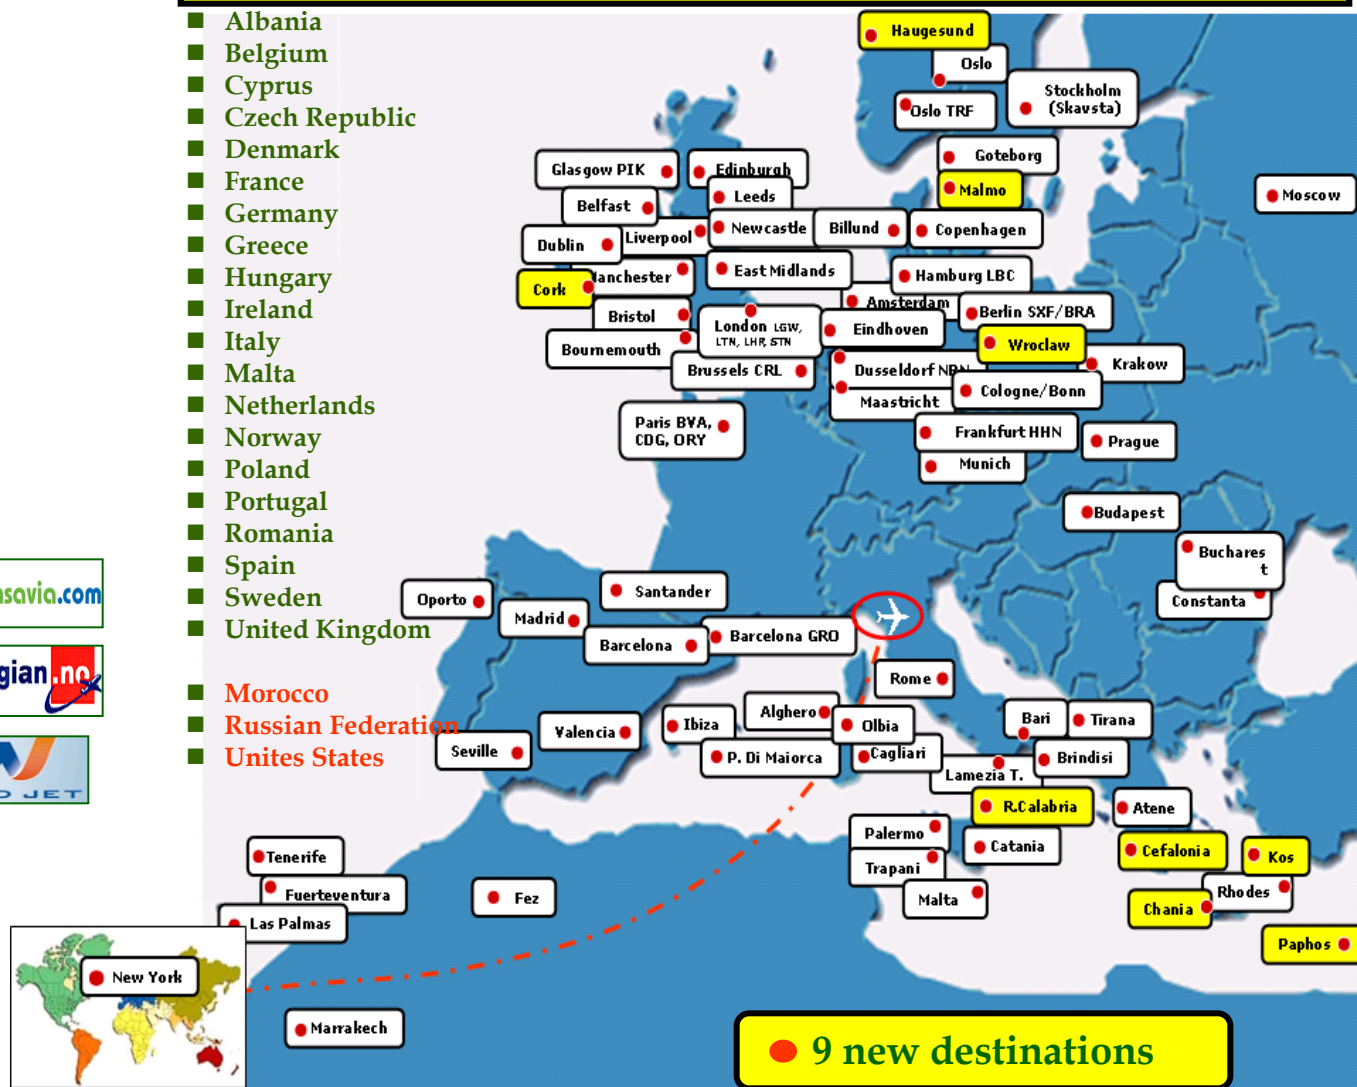 Albania
Belgium
Cyprus
Czech Republic
Denmark
France
Germany
Greece
Hungary
Ireland
Italy
Malta
Netherlands
Norway
Poland
Portugal
Romania
Spain
Sweden
United Kingdom
Morocco
Russian Federation
Unites States
nsavia.com
gian.no
O JET
Haugesund
Oslo
Oslo TRF
Stockholm
(Skavsta)
Goteborg
Malmo
Moscow
Glasgow PIK
Edinburgh
Leeds
Belfast
Newcastle
Billund
Copenhagen
Liverpool
Dublin
anchester
East Midlands
Hamburg LBC
Cork
Amsterdam
Berlin SXF/BRA
Bristol
London LGW,
LTN, LHR, STN
Eindhoven
Wroclaw
Bournemouth
Brussels CRL
Dusseldorf NRN
Krakow
Cologne/Bonn
Maastricht
Paris BVA,
CDG, ORY
Frankfurt HHN
Prague
Munich
Budapest
Buchares
t
Constanta
Oporto
Santander
Madrid
Barcelona
Barcelona GRO
Rome
Alghero
Olbia
Bari
Tirana
Ibiza
Valencia
Seville
P. Di Maiorca
Cagliari
Brindisi
Lamezia T.
R.Calabria
Atene
Palermo
Catania
Cefalonia
Kos
Trapani
Malta
Rhodes
Chania
Paphos
Tenerife
Fuerteventura
Las Palmas
Fez
New York
Marrakech
9 new destinations